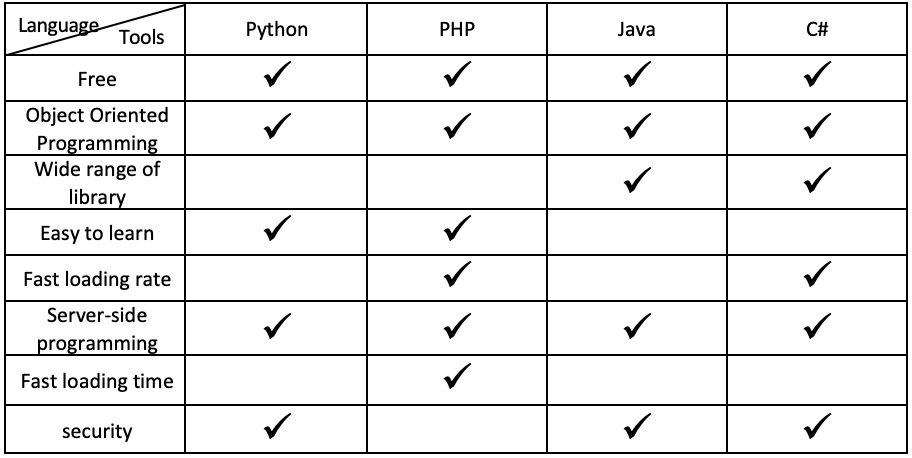 Language
Tools
Python
PHP
Java
C#
Free
✓ ✓ ✓ ✓
Object Oriented
Programming
✓ ✓ ✓ ✓
Wide range of
library
✓ ✓
Easy to learn
✓ ✓
Fast loading rate
✓ ✓
Server-side
programming
✓ ✓ ✓ ✓
Fast loading time
✓
security
✓ ✓ ✓